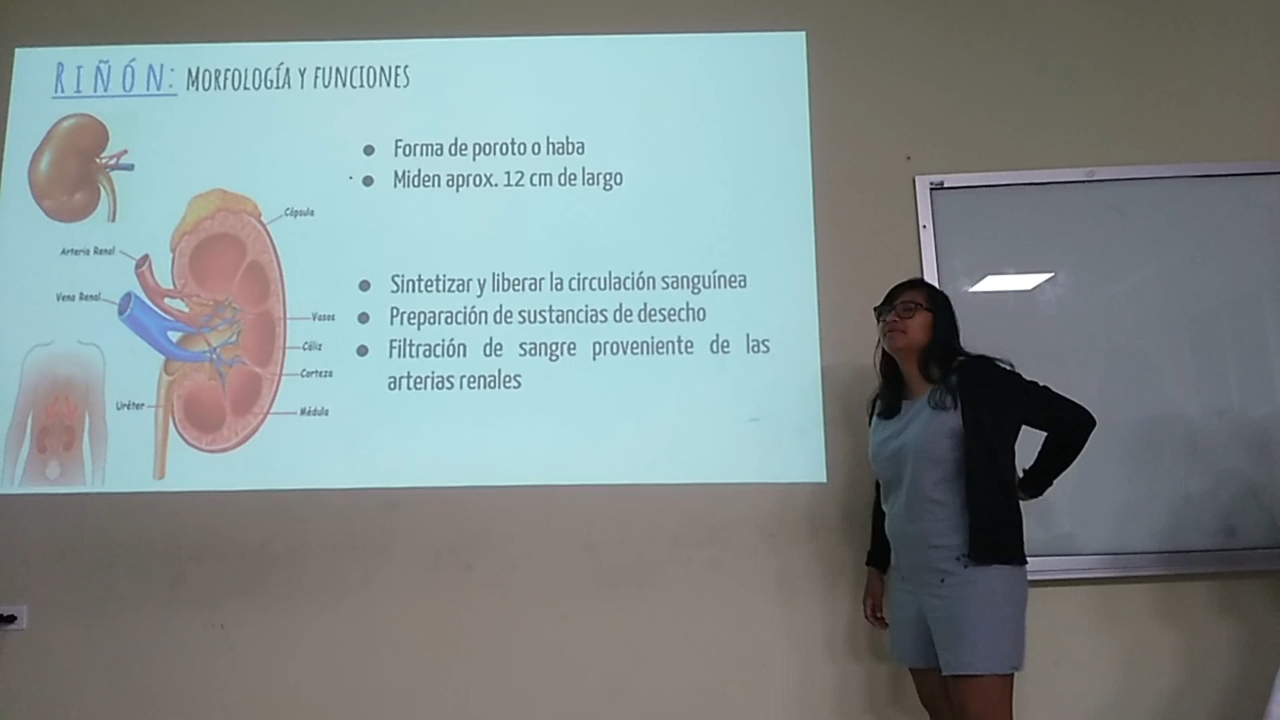 RIÑÓN: MORFOLOGÍA Y FUNCIONES
Forma de poroto o haba
Miden aprox. 12 cm de largo
Cápsula
Arteria Renal
Vena Renal
Vasos
Cáliz
Corteza
Uréter
Médula
Sintetizar y liberar la circulación sanguínea
Preparación de sustancias de desecho
Filtración de sangre proveniente de las
arterias renales